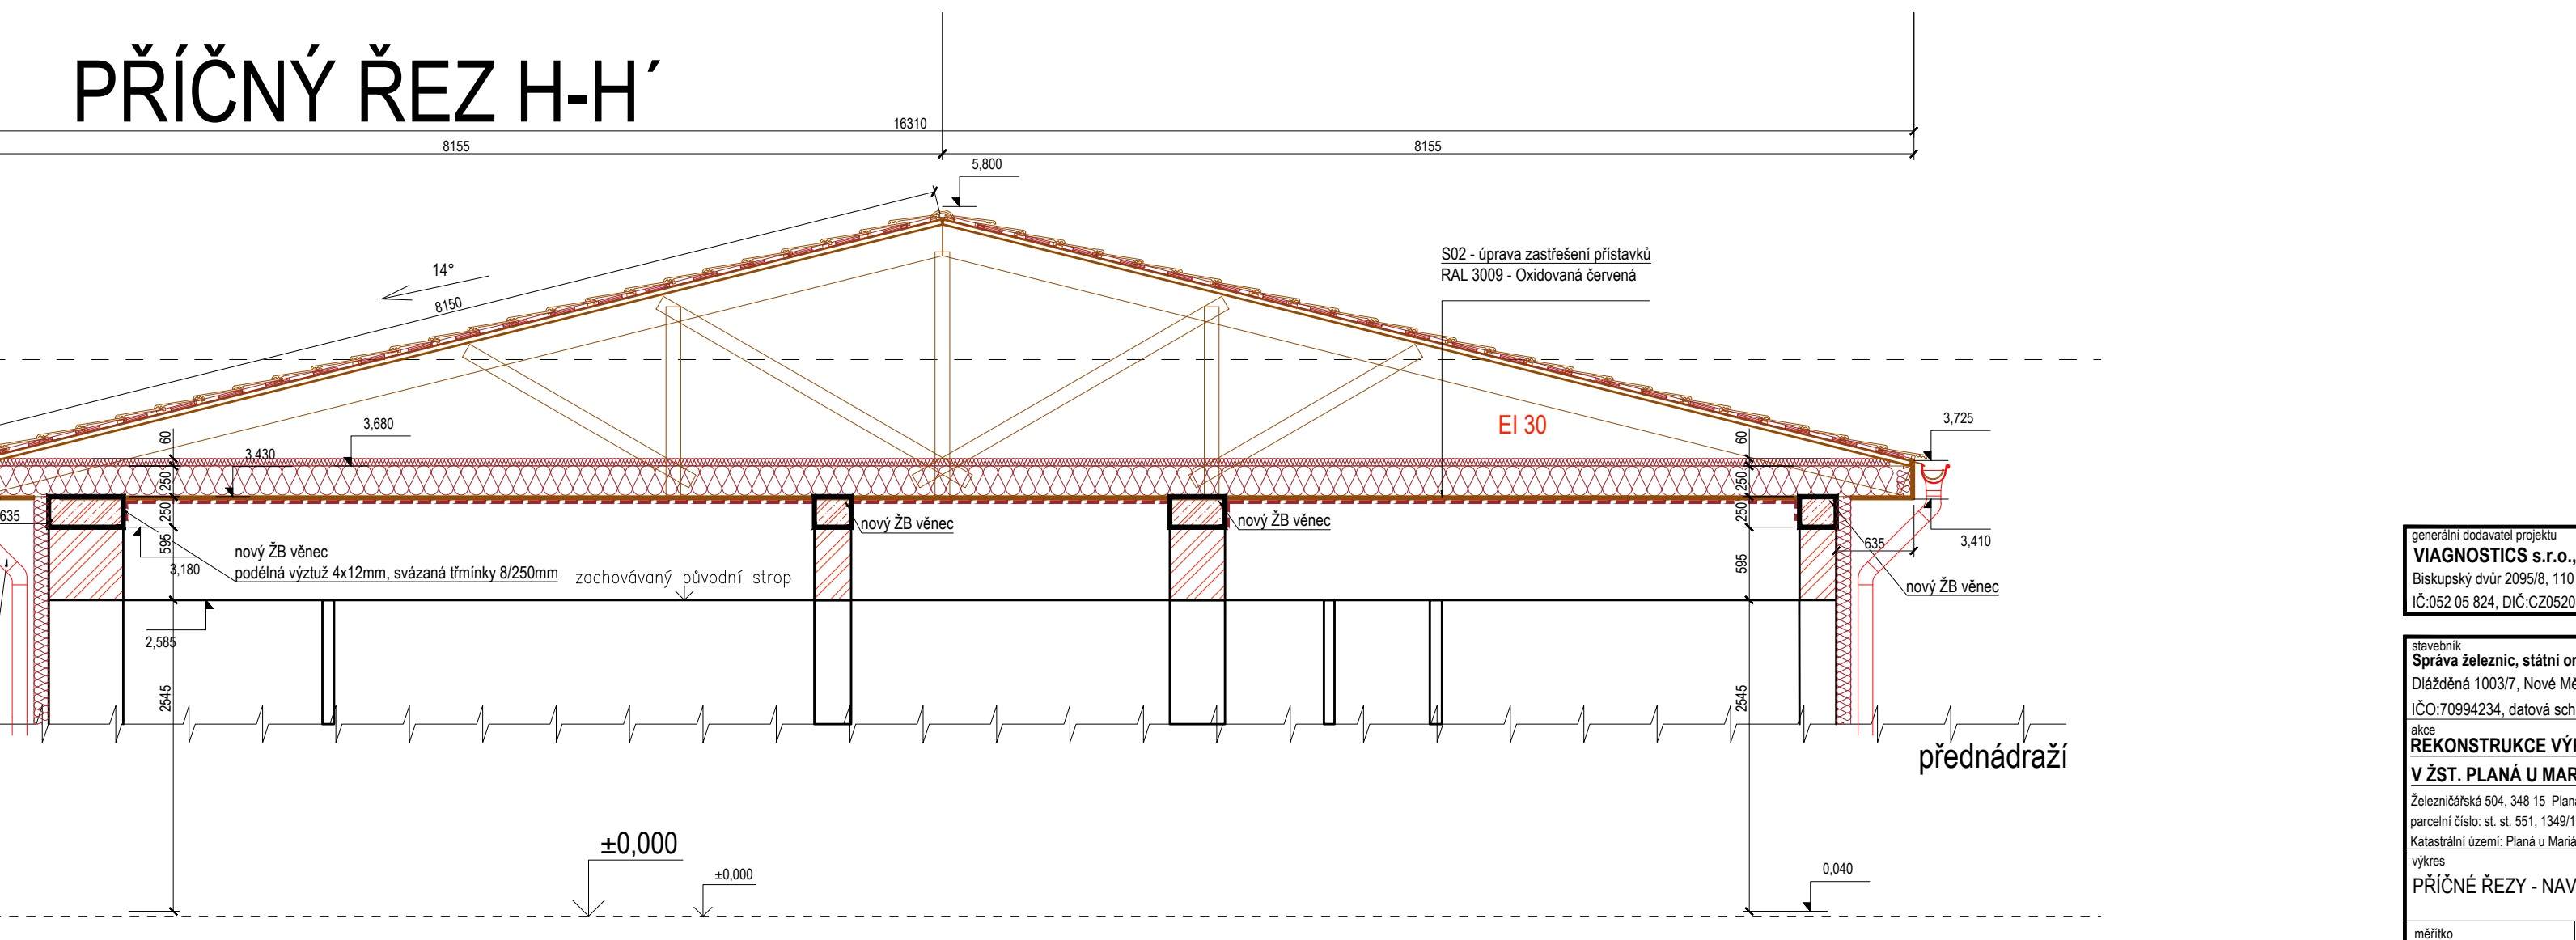 PŘÍČNÝ ŘEZ H-H´
16310
8155
8155
5,800
14°
8150
S02 - úprava zastřešení přístavků
RAL 3009 - Oxidovaná červená
EI 30
3,725
3,680
3,430
60
250
250
595
2545
60
250
250
595
2545
635
635
3,410
3,180
2,585
nový ŽB věnec
podélná výztuž 4x12mm, svázaná třmínky 8/250mm
zachovávaný původní strop
nový ŽB věnec
nový ŽB věnec
nový ŽB věnec
přednádraží
±0,000
±0,000
0,040
generální dodavatel projektu
VIAGNOSTICS s.r.o.,
Biskupský dvůr 2095/8, 110
IČ:052 05 824, DIČ:CZ0520
stavebník
Správa železnic, státní or
Dlážděná 1003/7, Nové Mě
IČO:70994234, datová sch
akce
REKONSTRUKCE VÝ
V ŽST. PLANÁ U MAR
Železničářská 504, 348 15 Plan
parcelní číslo: st. st. 551, 1349/1
Katastrální území: Planá u Mariá
výkres
PŘÍČNÉ ŘEZY - NAV
měřítko